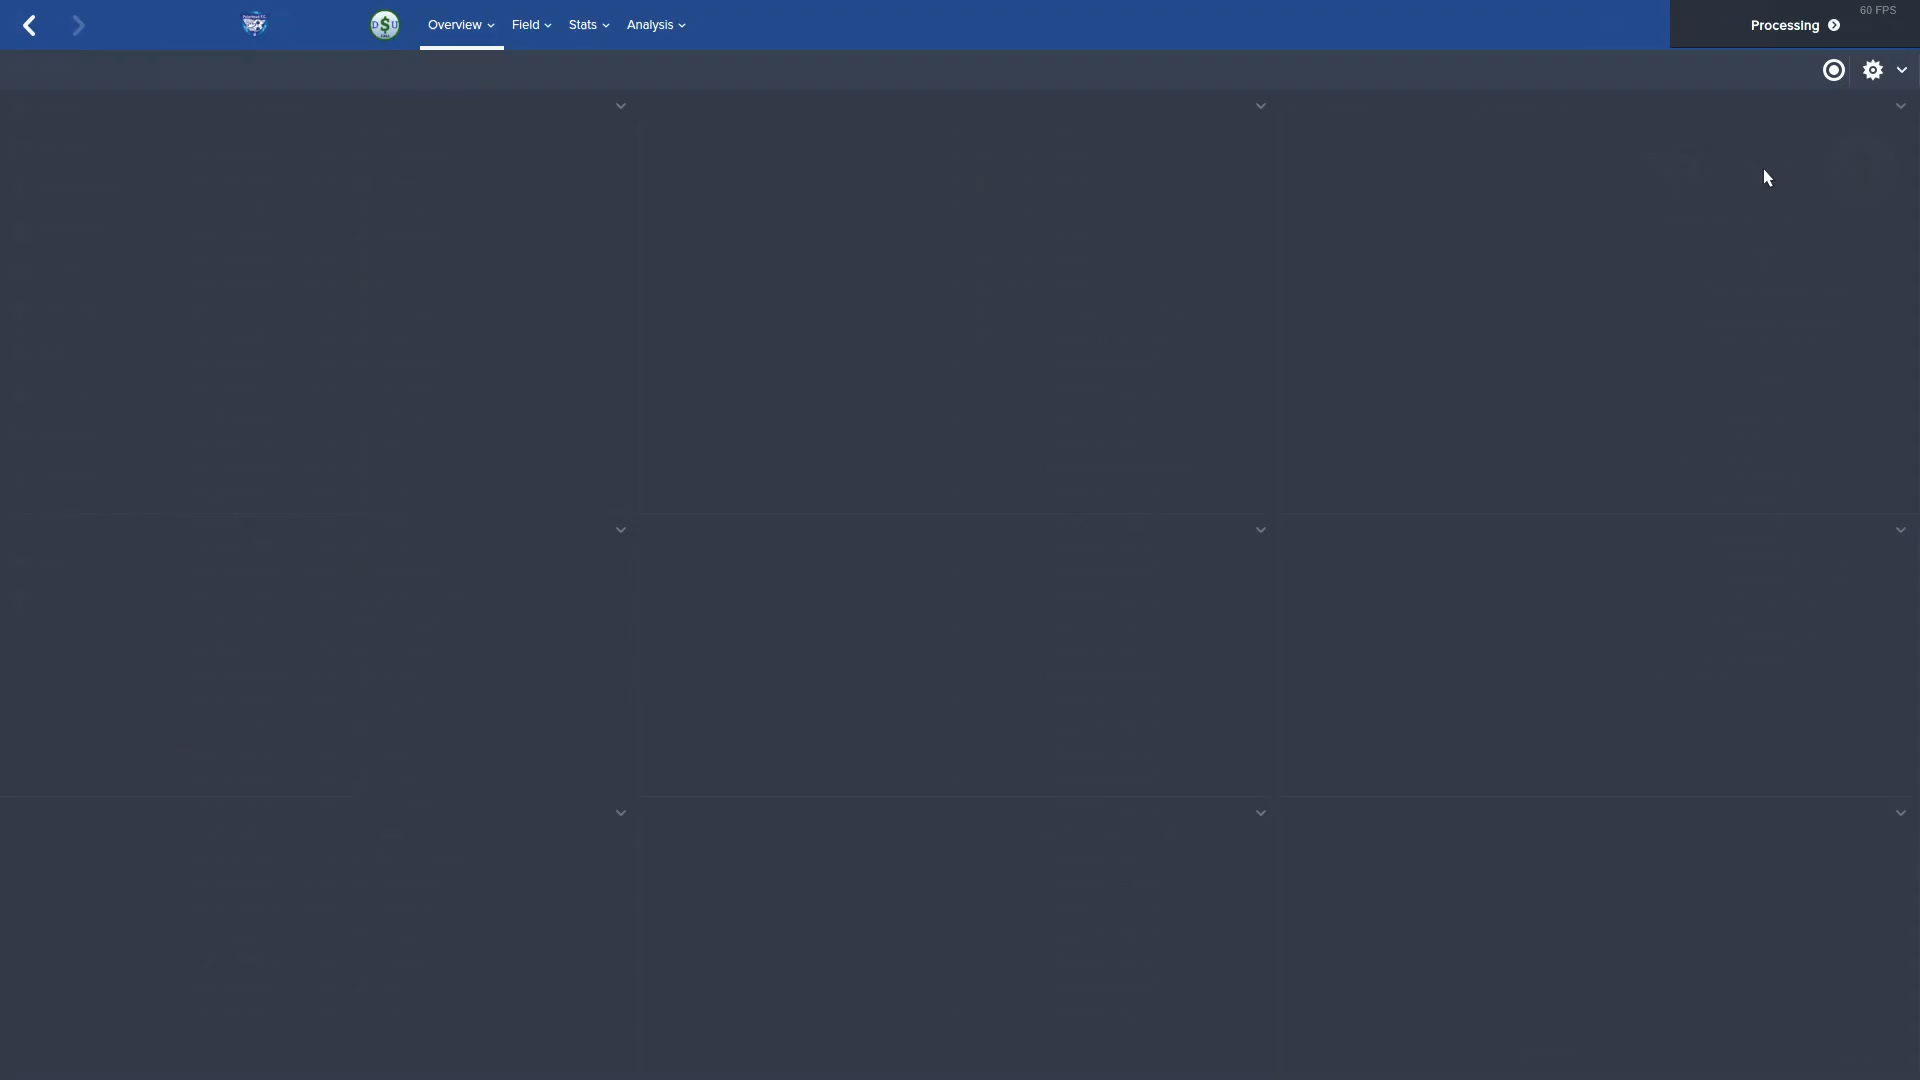 60 FPS
Overview
Field
Stats
Analysis
Processing
D$U